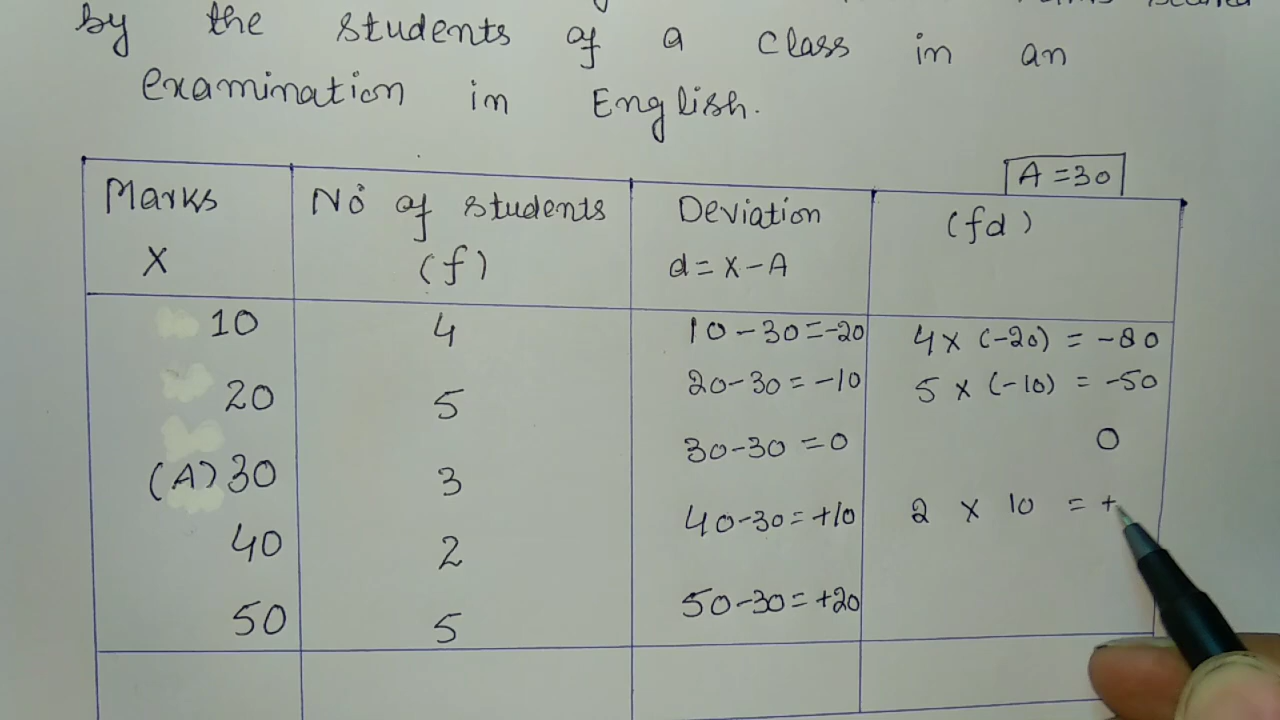 by the students of a class in an
examination in English.
A = 30
Marks No of students Deviation (fd)
X (f) d = X - A
10 4 10 - 30 = -20 4 x (-20) = -80
20 5 20 - 30 = -10 5 x (-10) = -50
(A) 30 3 30 - 30 = 0 0
40 2 40 - 30 = +10 2 x 10 = +
50 5 50 - 30 = +20